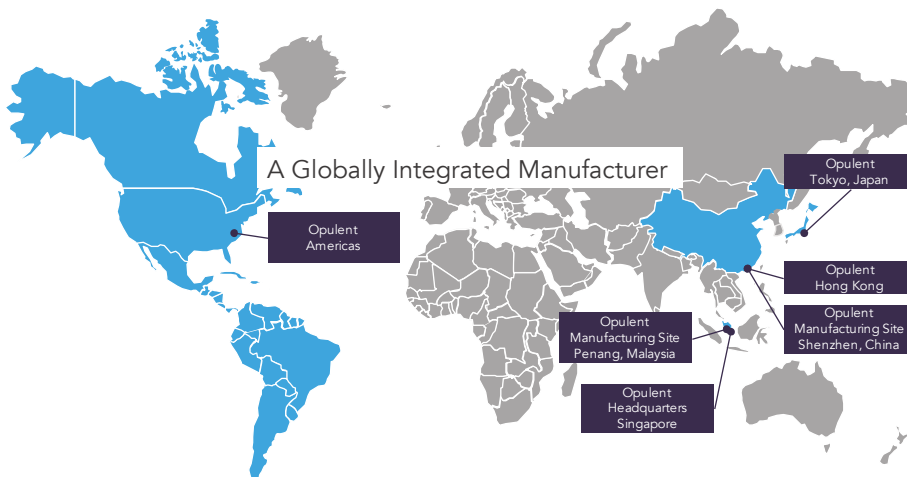 A Globally Integrated Manufacturer
Opulent
Tokyo, Japan
Opulent
Americas
Opulent
Hong Kong
Opulent
Manufacturing Site
Shenzhen, China
Opulent
Manufacturing Site
Penang, Malaysia
Opulent
Headquarters
Singapore